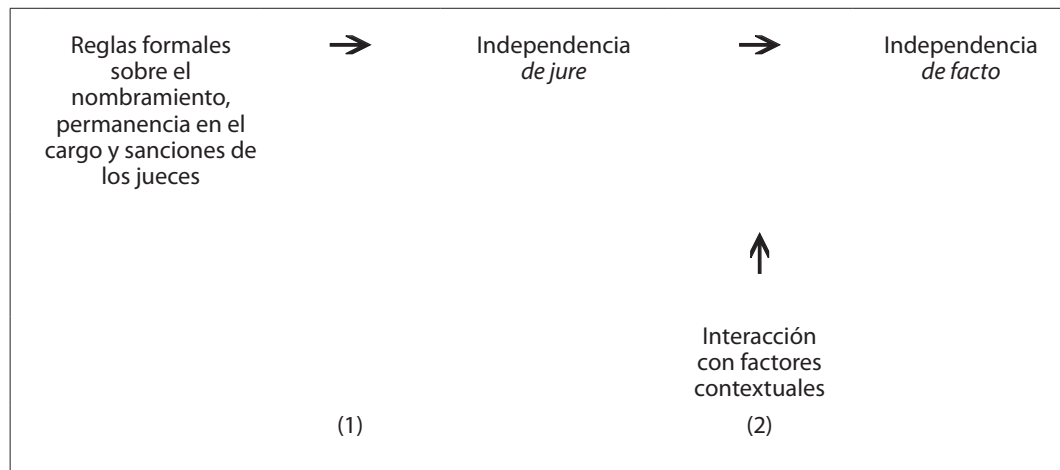 Reglas formales
sobre el
nombramiento,
permanencia en el
cargo y sanciones de
los jueces
Independencia
de jure
Independencia
de facto
Interacción
con factores
contextuales
(1)
(2)